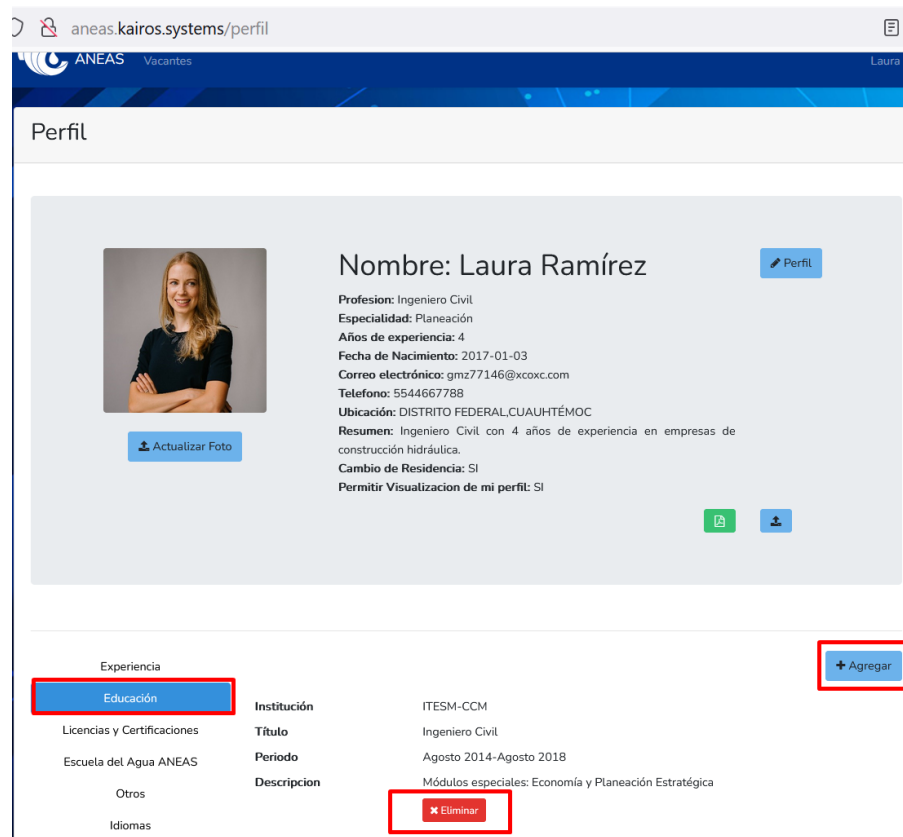 aneas.kairos.systems/perfil
ANEAS Vacantes Laura
Perfil
Nombre: Laura Ramírez
Perfil
Profesion: Ingeniero Civil
Especialidad: Planeación
Años de experiencia: 4
Fecha de Nacimiento: 2017-01-03
Correo electrónico: gmz77146@xcoxc.com
Telefono: 5544667788
Ubicación: DISTRITO FEDERAL,CUAUHTÉMOC
Resumen: Ingeniero Civil con 4 años de experiencia en empresas de
construcción hidráulica.
Cambio de Residencia: SI
Permitir Visualizacion de mi perfil: SI
Actualizar Foto
Agregar
Experiencia
Educación
Licencias y Certificaciones
Escuela del Agua ANEAS
Otros
Idiomas
Institución ITESM-CCM
Título Ingeniero Civil
Periodo Agosto 2014-Agosto 2018
Descripcion Módulos especiales: Economía y Planeación Estratégica
Eliminar